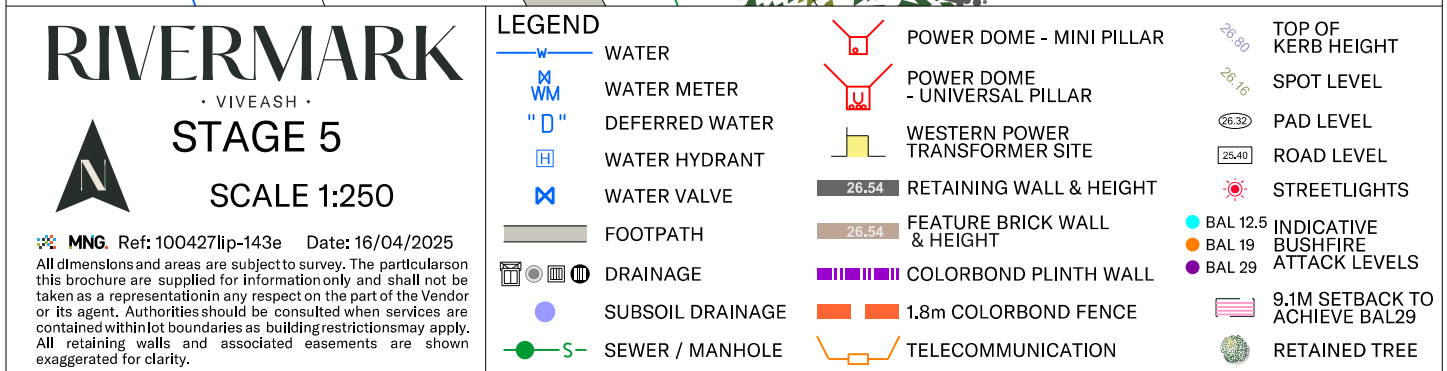 RIVERMARK
• VIVEASH •
STAGE 5
N
SCALE 1:250
MNG. Ref: 100427lip-143e Date: 16/04/2025
All dimensions and areas are subject to survey. The particulars on
this brochure are supplied for information only and shall not be
taken as a representation in any respect on the part of the Vendor
or its agent. Authorities should be consulted when services are
contained within lot boundaries as building restrictions may apply.
All retaining walls and associated easements are shown
exaggerated for clarity.
LEGEND
W WATER
WM WATER METER
"D" DEFERRED WATER
H WATER HYDRANT
WATER VALVE
FOOTPATH
DRAINAGE
SUBSOIL DRAINAGE
S SEWER / MANHOLE
POWER DOME - MINI PILLAR
U POWER DOME
- UNIVERSAL PILLAR
WESTERN POWER
TRANSFORMER SITE
26.54 RETAINING WALL & HEIGHT
26.54 FEATURE BRICK WALL
& HEIGHT
COLORBOND PLINTH WALL
1.8m COLORBOND FENCE
TELECOMMUNICATION
26.80 TOP OF
KERB HEIGHT
26.16 SPOT LEVEL
26.32 PAD LEVEL
25.40 ROAD LEVEL
STREETLIGHTS
BAL 12.5
BAL 19
BAL 29
INDICATIVE
BUSHFIRE
ATTACK LEVELS
9.1M SETBACK TO
ACHIEVE BAL29
RETAINED TREE